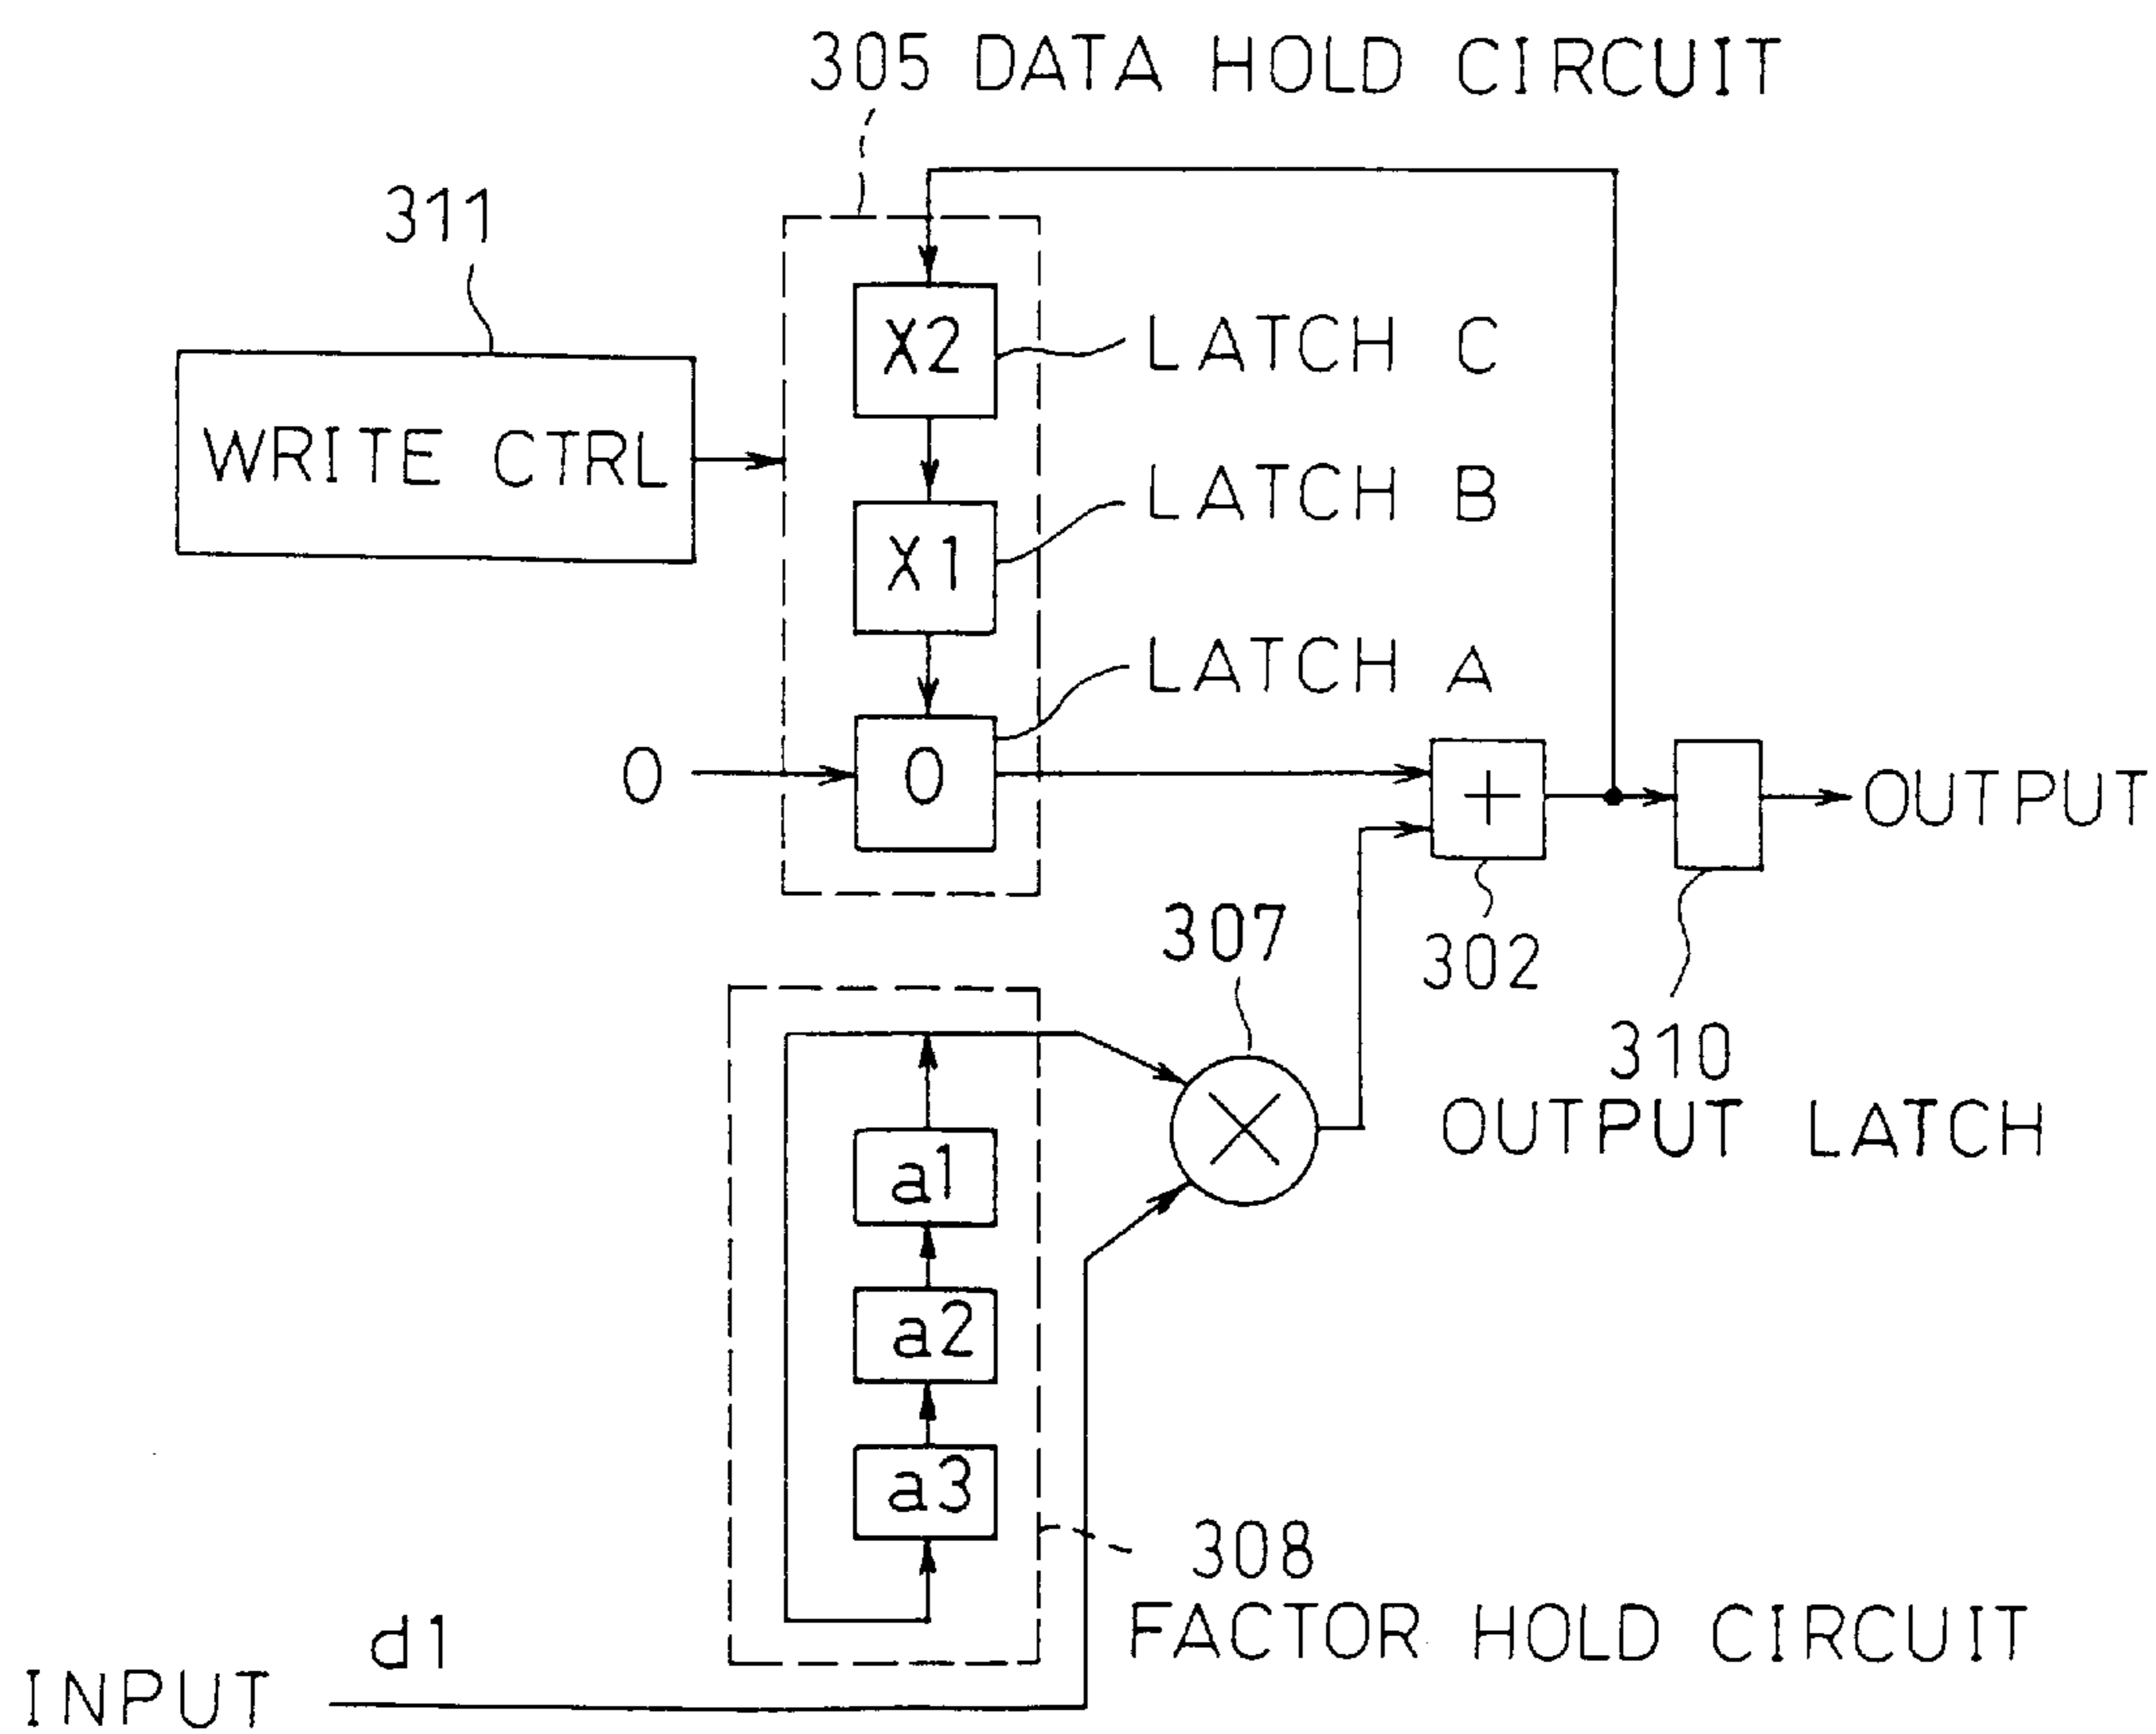 305 DATA HOLD CIRCUIT
311
X2
LATCH C
WRITE CTRL
LATCH B
X1
LATCH A
0
0
+
OUTPUT
307
302
310
OUTPUT LATCH
a1
a2
a3
308
FACTOR HOLD CIRCUIT
d1
INPUT